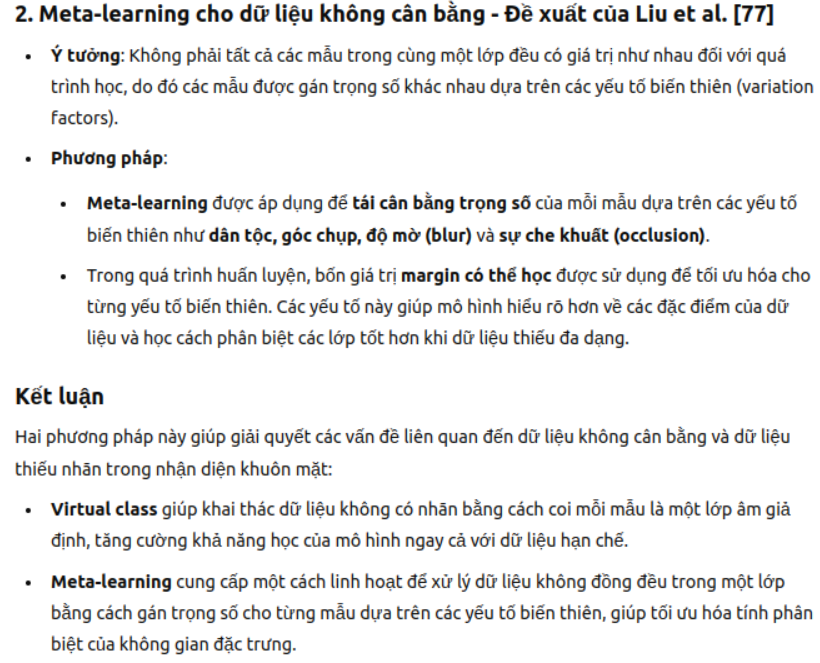 2. Meta-learning cho dữ liệu không cân bằng - Đề xuất của Liu et al. [77]
• Ý tưởng: Không phải tất cả các mẫu trong cùng một lớp đều có giá trị như nhau đối với quá
trình học, do đó các mẫu được gán trọng số khác nhau dựa trên các yếu tố biến thiên (variation
factors).
• Phương pháp:
• Meta-learning được áp dụng để tái cân bằng trọng số của mỗi mẫu dựa trên các yếu tố
biến thiên như dân tộc, góc chụp, độ mờ (blur) và sự che khuất (occlusion).
• Trong quá trình huấn luyện, bốn giá trị margin có thể học được sử dụng để tối ưu hóa cho
từng yếu tố biến thiên. Các yếu tố này giúp mô hình hiểu rõ hơn về các đặc điểm của dữ
liệu và học cách phân biệt các lớp tốt hơn khi dữ liệu thiếu đa dạng.
Kết luận
Hai phương pháp này giúp giải quyết các vấn đề liên quan đến dữ liệu không cân bằng và dữ liệu
thiếu nhãn trong nhận diện khuôn mặt:
• Virtual class giúp khai thác dữ liệu không có nhãn bằng cách coi mỗi mẫu là một lớp âm giả
định, tăng cường khả năng học của mô hình ngay cả với dữ liệu hạn chế.
• Meta-learning cung cấp một cách linh hoạt để xử lý dữ liệu không đồng đều trong một lớp
bằng cách gán trọng số cho từng mẫu dựa trên các yếu tố biến thiên, giúp tối ưu hóa tính phân
biệt của không gian đặc trưng.